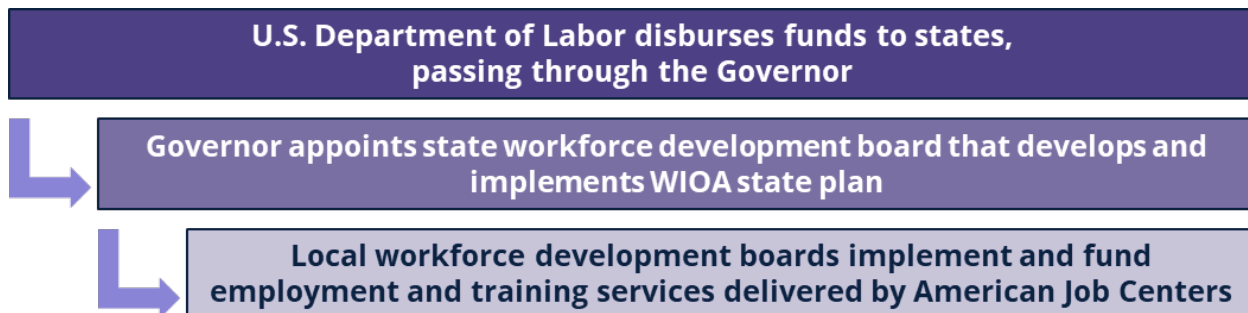 U.S. Department of Labor disburses funds to states,
passing through the Governor
Governor appoints state workforce development board that develops and
implements WIOA state plan
Local workforce development boards implement and fund
employment and training services delivered by American Job Centers